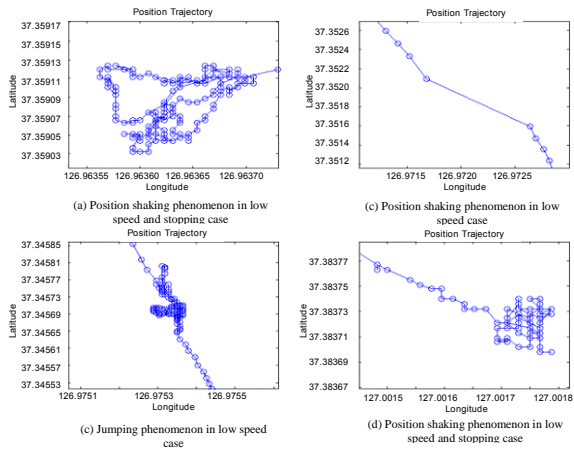 Position Trajectory
37.35917
37.35915
37.35913
37.35911
37.35909
37.35907
37.35905
37.35903
Latitude
126.96355 126.96360 126.96365 126.96370
Longitude
(a) Position shaking phenomenon in low
speed and stopping case
Position Trajectory
37.3526
37.3524
37.3522
37.3520
37.3518
37.3516
37.3514
37.3512
Latitude
126.9715 126.9720 126.9725
Longitude
(c) Position shaking phenomenon in low
speed case
Position Trajectory
37.34585
37.34581
37.34577
37.34573
37.34569
37.34565
37.34561
37.34557
37.34553
Latitude
126.9751 126.9753 126.9755
Longitude
(c) Jumping phenomenon in low speed
case
Position Trajectory
37.38377
37.38375
37.38373
37.38371
37.38369
37.38367
Latitude
127.0015 127.0016 127.0017 127.0018
Longitude
(d) Position shaking phenomenon in low
speed and stopping case